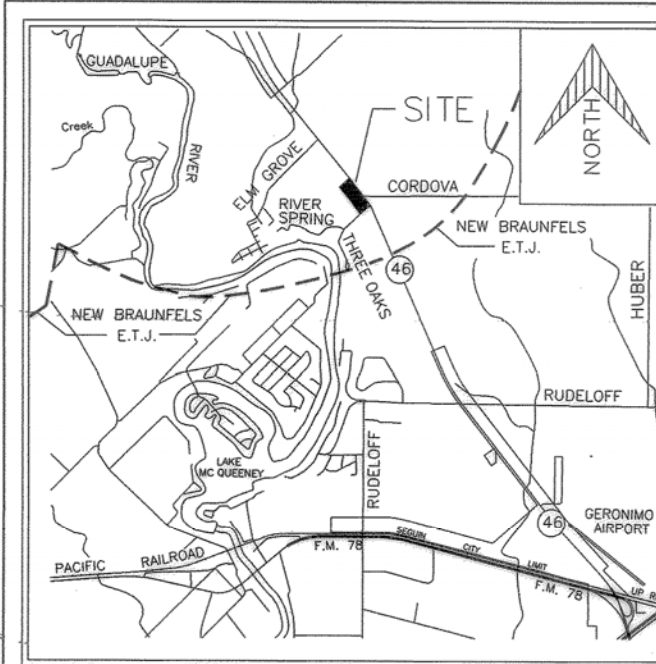 GUADALUPE
Creek
RIVER
ELM GROVE
SITE
NORTH
CORDOVA
RIVER
SPRING
THREE OAKS
NEW BRAUNFELS
E.T.J.
46
HUBER
NEW BRAUNFELS
E.T.J.
RUDELOFF
LAKE
MC QUEENEY
RUDELOFF
46
GERONIMO
AIRPORT
PACIFIC RAILROAD
F.M. 78
SEGUIN CITY LIMIT
F.M. 78
UP R